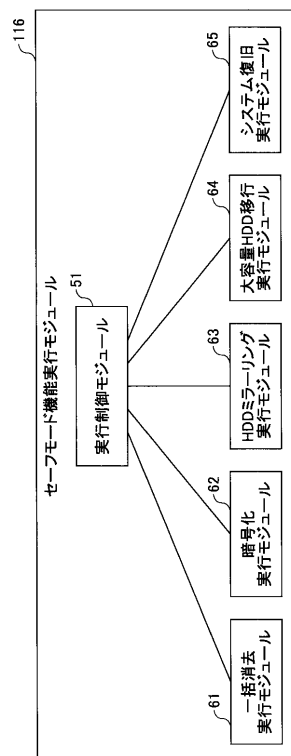 116
セーフモード機能実行モジュール
51
実行制御モジュール
61
一括消去
実行モジュール
62
暗号化
実行モジュール
63
HDDミラーリング
実行モジュール
64
大容量HDD移行
実行モジュール
65
システム復旧
実行モジュール